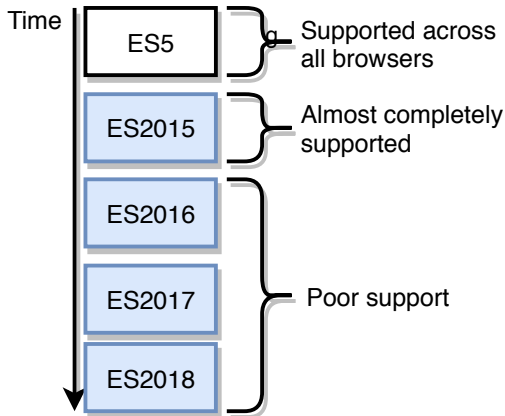 Time
ES5
g
Supported across
all browsers
ES2015
Almost completely
supported
ES2016
ES2017
Poor support
ES2018